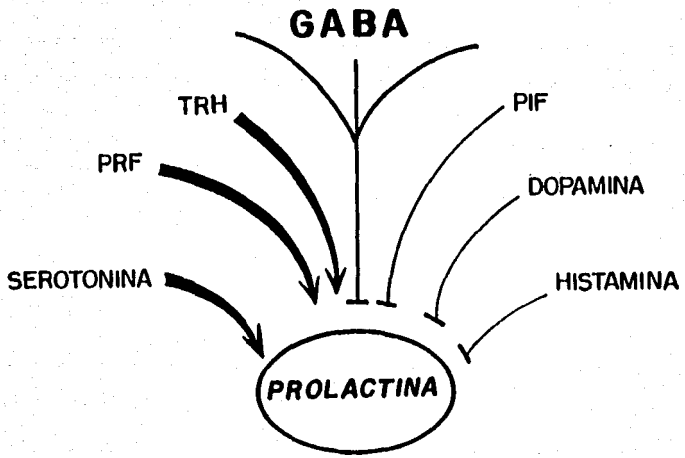 GABA
TRH
PIF
PRF
DOPAMINA
SEROTONINA
HISTAMINA
PROLACTINA